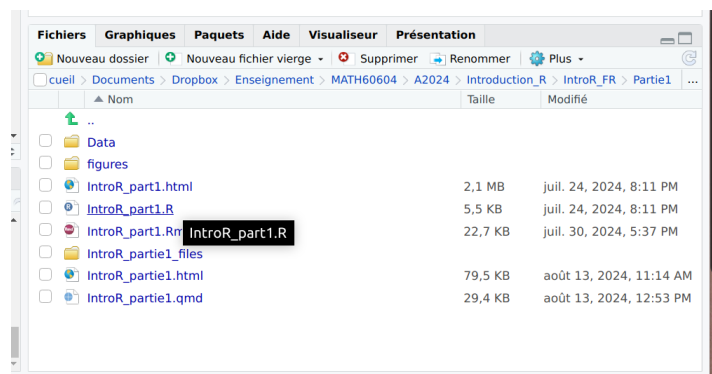 Fichiers Graphiques Paquets Aide Visualiseur Présentation
Nouveau dossier Nouveau fichier vierge Supprimer Renommer Plus
cueil > Documents > Dropbox > Enseignement > MATH60604 > A2024 > Introduction_R > IntroR_FR > Partie1 ...
Nom Taille Modifié
..
Data
figures
IntroR_part1.html 2,1 MB juil. 24, 2024, 8:11 PM
IntroR_part1.R 5,5 KB juil. 24, 2024, 8:11 PM
IntroR_part1.Rm IntroR_part1.R 22,7 KB juil. 30, 2024, 5:37 PM
IntroR_partie1_files
IntroR_partie1.html 79,5 KB août 13, 2024, 11:14 AM
IntroR_partie1.qmd 29,4 KB août 13, 2024, 12:53 PM